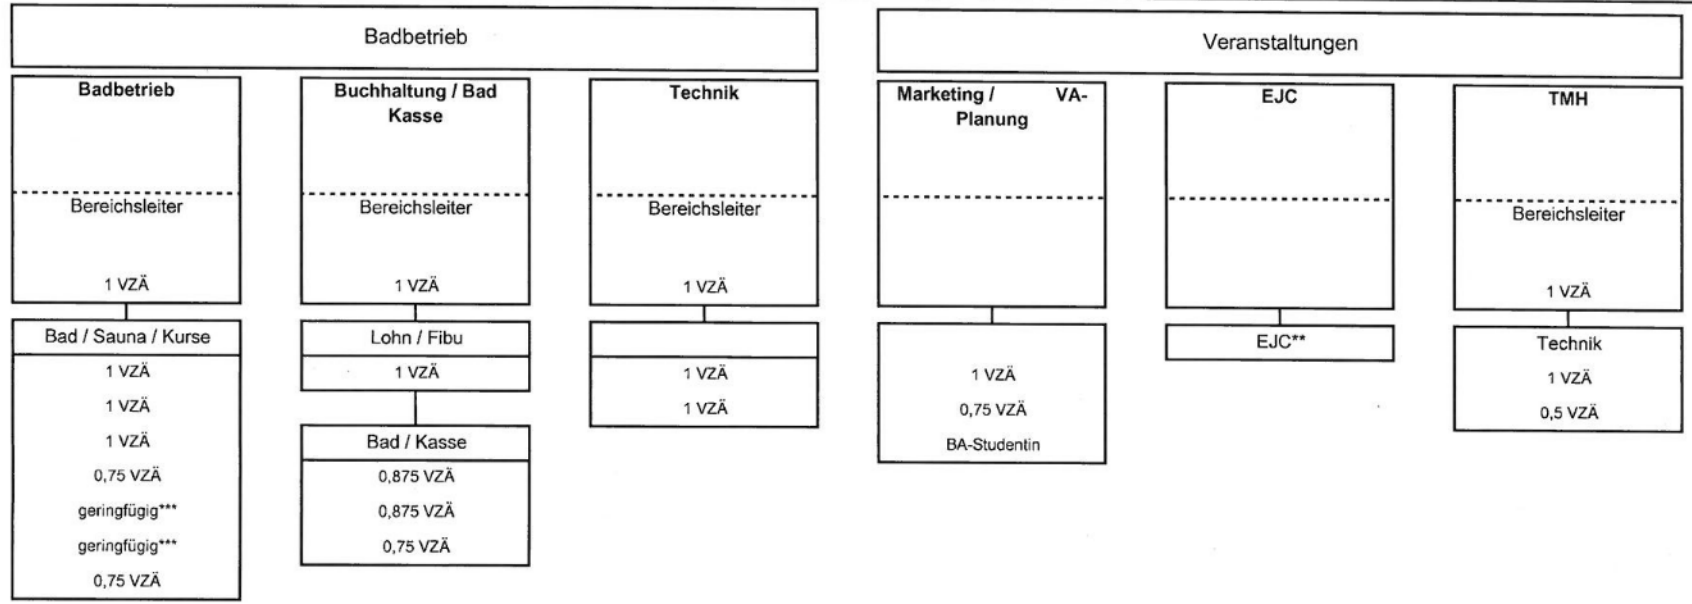 Badbetrieb
Badbetrieb
Bereichsleiter
1 VZÄ
Bad / Sauna / Kurse
1 VZÄ
1 VZÄ
1 VZÄ
0,75 VZÄ
geringfügig***
geringfügig***
0,75 VZÄ
Buchhaltung / Bad
Kasse
Bereichsleiter
1 VZÄ
Lohn / Fibu
1 VZÄ
Bad / Kasse
0,875 VZÄ
0,875 VZÄ
0,75 VZÄ
Technik
Bereichsleiter
1 VZÄ
1 VZÄ
1 VZÄ
Veranstaltungen
Marketing / VA-
Planung
1 VZÄ
0,75 VZÄ
BA-Studentin
EJC
EJC**
TMH
Bereichsleiter
1 VZÄ
Technik
1 VZÄ
0,5 VZÄ